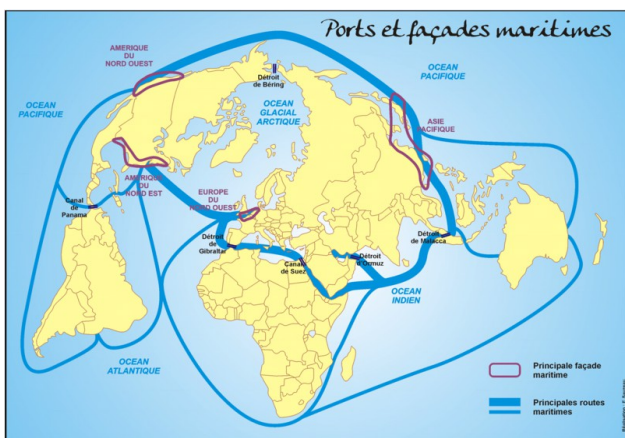 Ports et façades maritimes
AMERIQUE
DU
NORD OUEST
Détroit
de Béring
OCEAN
PACIFIQUE
OCEAN
GLACIAL
ARCTIQUE
OCEAN
PACIFIQUE
ASIE
PACIFIQUE
AMERIQUE
DU
NORD EST
EUROPE
DU
NORD OUEST
Canal de
Panama
Détroit
de
Gibraltar
Canal
de Suez
Détroit
d'Ormuz
Détroit
de Malacca
OCEAN
INDIEN
OCEAN
ATLANTIQUE
Principale façade
maritime
Principales routes
maritimes